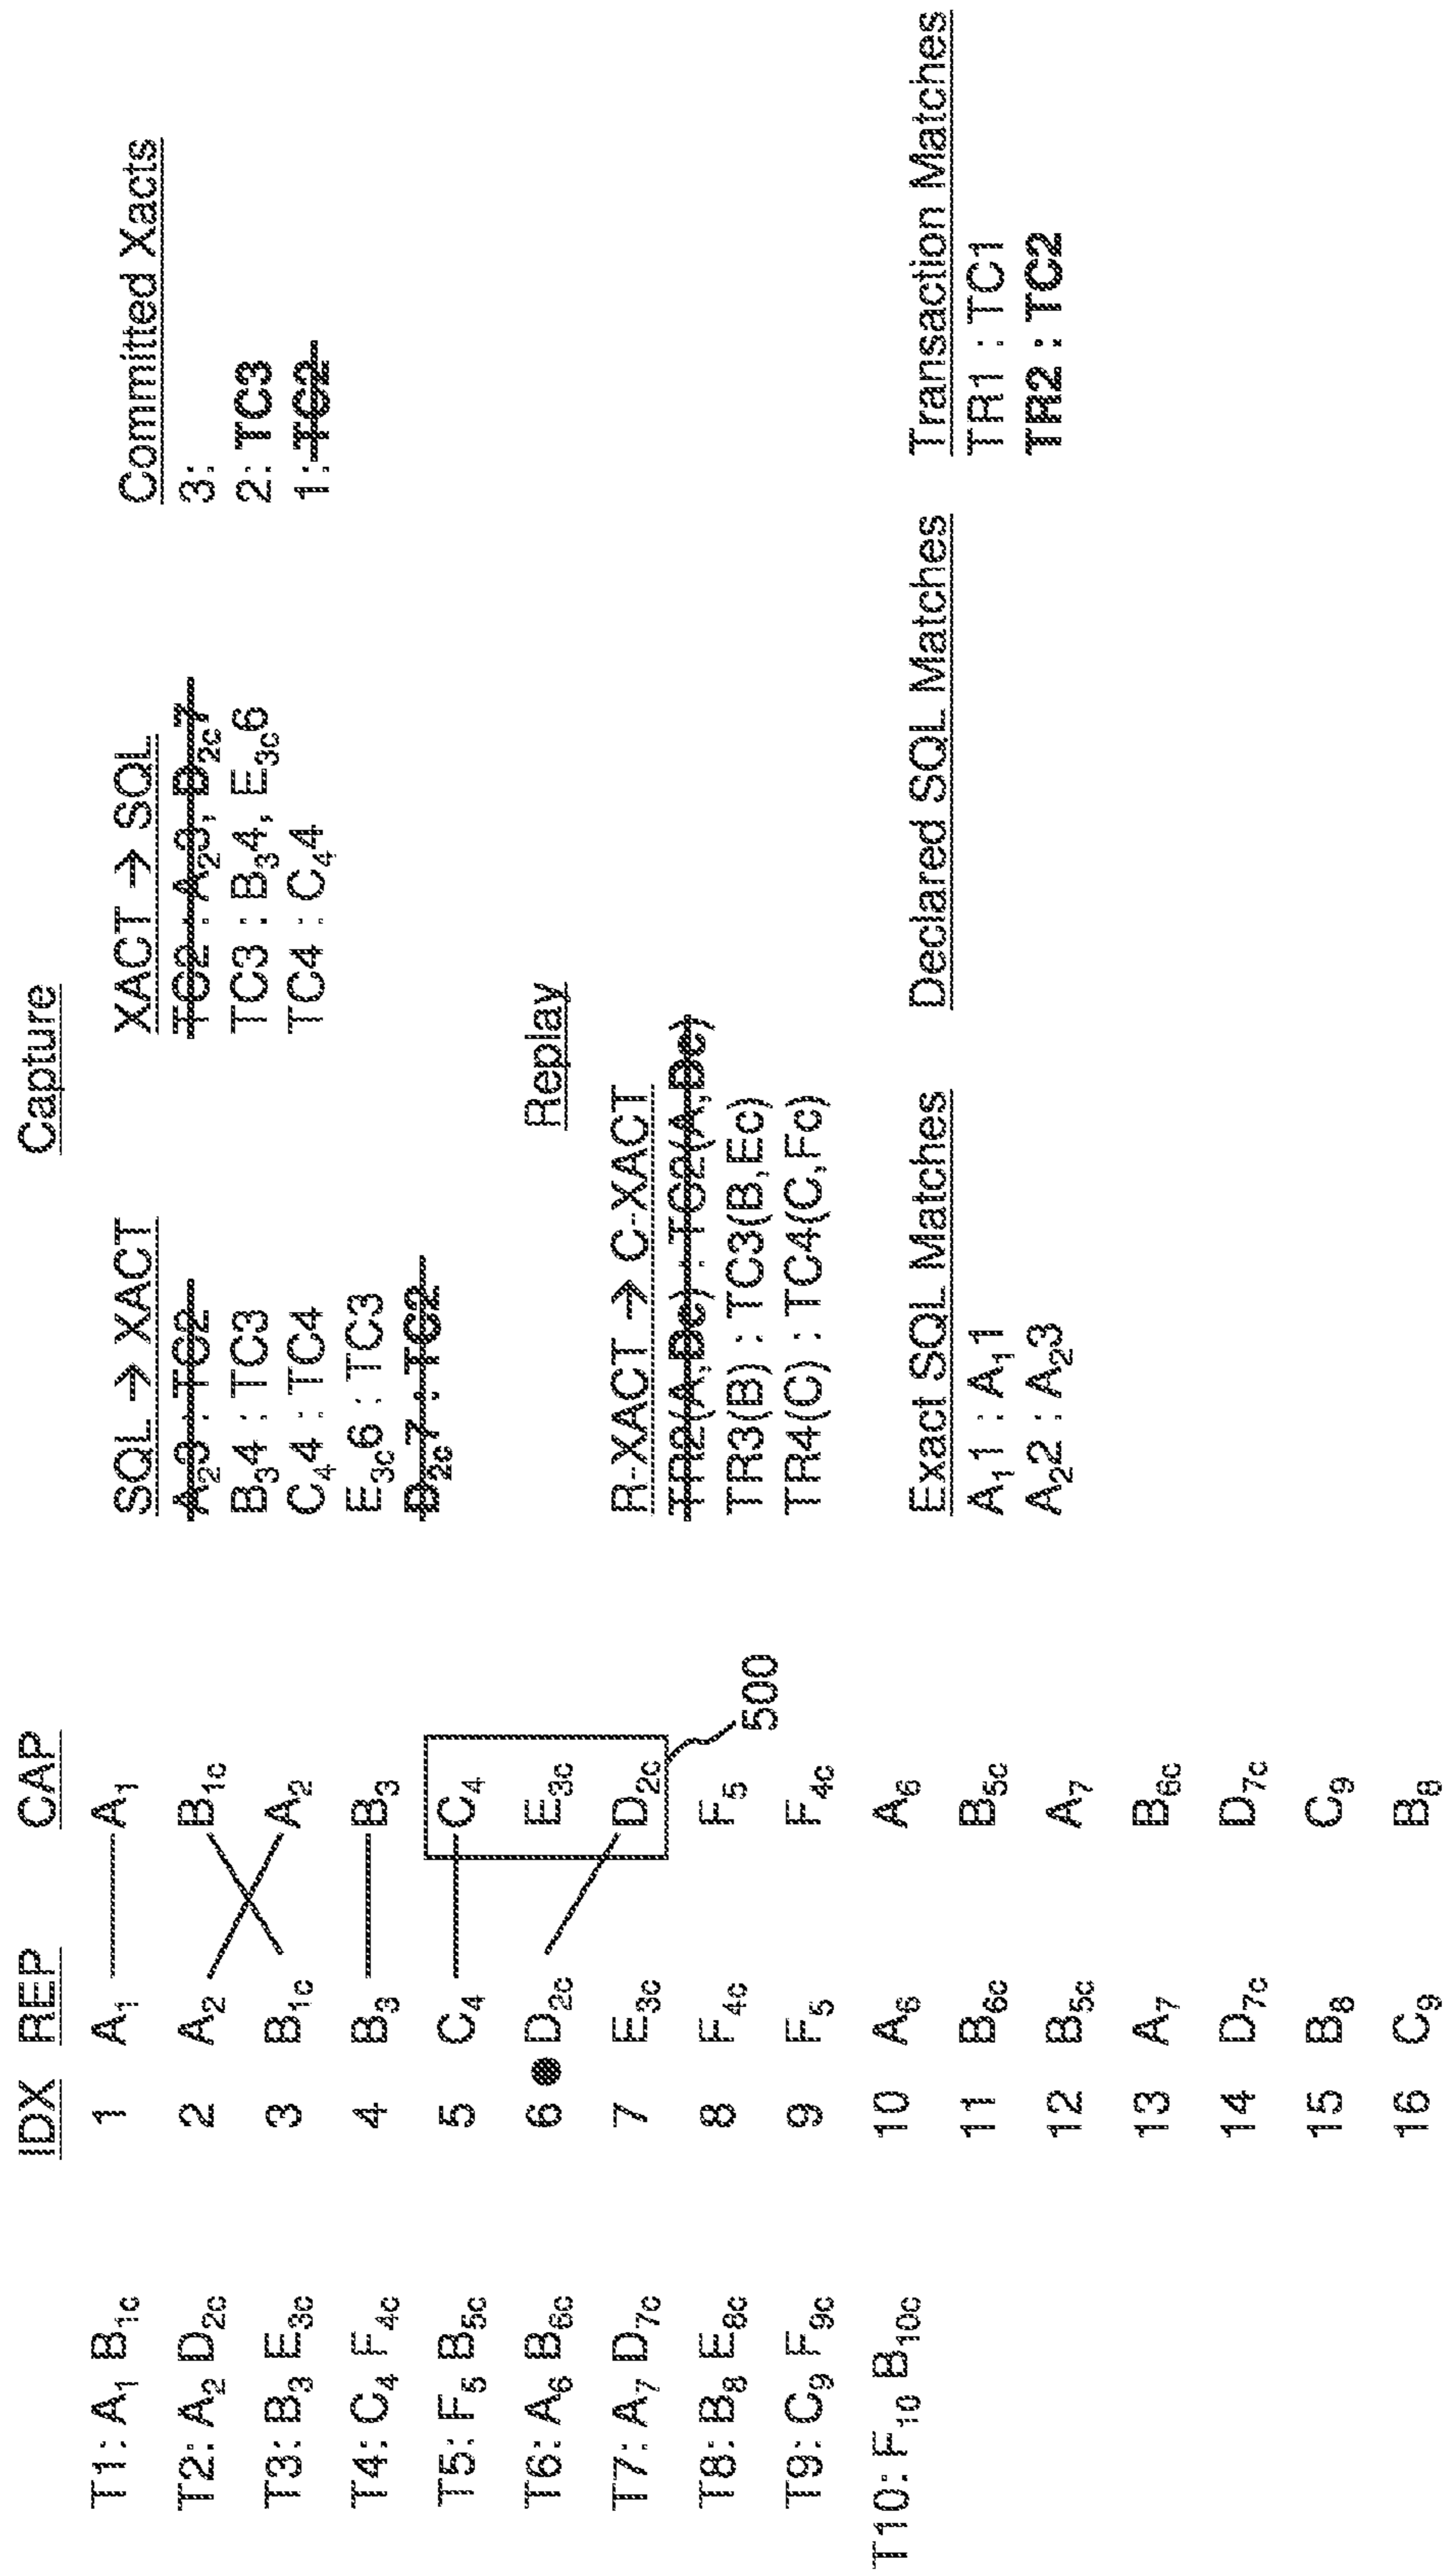 T1: A₁ B₁c
T2: A₂ D₂c
T3: B₃ E₃c
T4: C₄ F₄c
T5: F₅ B₅c
T6: A₆ B₆c
T7: A₇ D₇c
T8: B₈ E₈c
T9: C₉ F₉c
T10: F₁₀ B₁₀c
IDX REP CAP
1 A₁ A₁
2 A₂ B₁c
3 B₁c A₂
4 B₃ B₃
5 C₄ C₄
6 D₂c E₃c
7 E₃c D₂c
8 F₄c F₅
9 F₅ F₄c
10 A₆ A₆
11 B₆c B₅c
12 B₅c A₇
13 A₇ B₆c
14 D₇c D₇c
15 B₈ C₉
16 C₉ B₈
500
Capture
SQL → XACT
A₂3 : TC2
B₃4 : TC3
C₄4 : TC4
E₃c6 : TC3
D₂c7 : TC2
XACT → SQL
TC2 : A₂3, D₂c7
TC3 : B₃4, E₃c6
TC4 : C₄4
Committed Xacts
3:
2: TC3
1: TC2
Replay
R-XACT → C-XACT
TR2(A,Dc) : TC2(A,Dc)
TR3(B) : TC3(B,Ec)
TR4(C) : TC4(C,Fc)
Exact SQL Matches
A₁1 : A₁1
A₂2 : A₂3
Declared SQL Matches
Transaction Matches
TR1 : TC1
TR2 : TC2